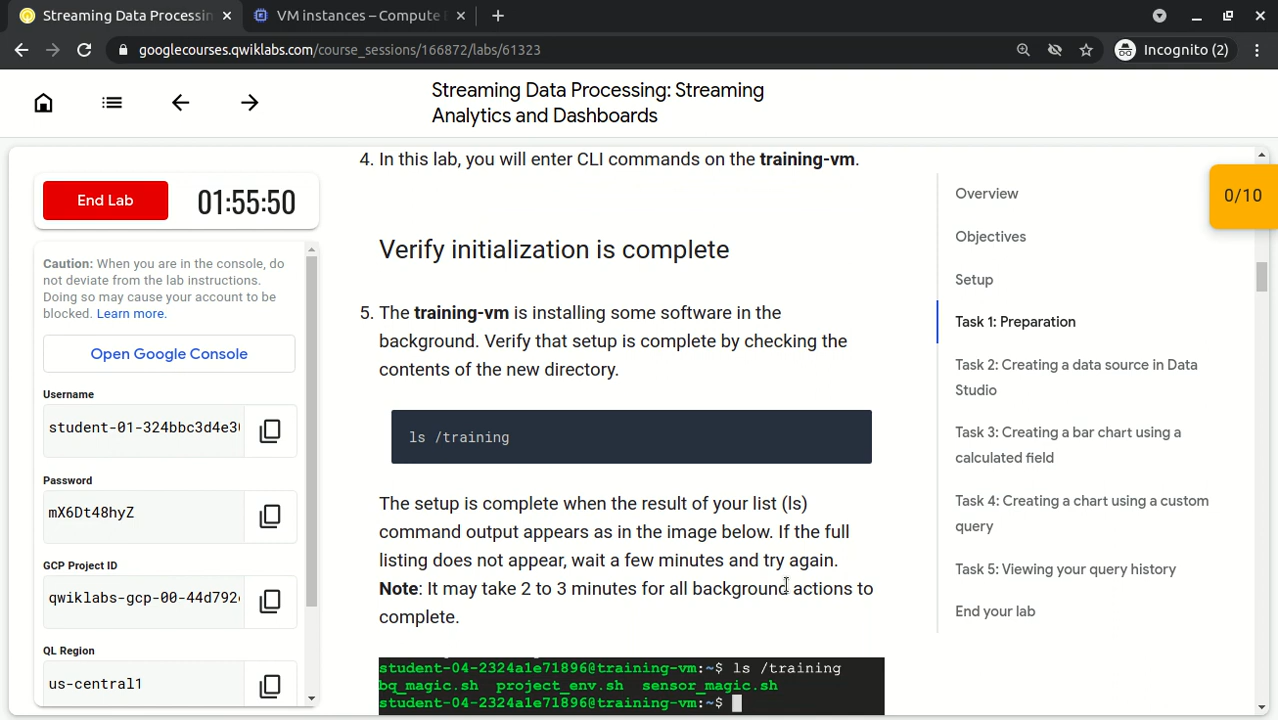 Streaming Data Processin
VM instances – Compute
googlecourses.qwiklabs.com/course_sessions/166872/labs/61323
Incognito (2)
Streaming Data Processing: Streaming
Analytics and Dashboards
End Lab
01:55:50
Caution: When you are in the console, do
not deviate from the lab instructions.
Doing so may cause your account to be
blocked. Learn more.
Open Google Console
Username
student-01-324bbc3d4e3
Password
mX6Dt48hyZ
GCP Project ID
qwiklabs-gcp-00-44d792
QL Region
us-central1
4. In this lab, you will enter CLI commands on the training-vm.
Verify initialization is complete
5. The training-vm is installing some software in the
background. Verify that setup is complete by checking the
contents of the new directory.
ls /training
The setup is complete when the result of your list (ls)
command output appears as in the image below. If the full
listing does not appear, wait a few minutes and try again.
Note: It may take 2 to 3 minutes for all background actions to
complete.
student-04-2324a1e71896@training-vm:~$ ls /training
bq_magic.sh project_env.sh sensor_magic.sh
student-04-2324a1e71896@training-vm:~$
Overview
Objectives
Setup
Task 1: Preparation
Task 2: Creating a data source in Data
Studio
Task 3: Creating a bar chart using a
calculated field
Task 4: Creating a chart using a custom
query
Task 5: Viewing your query history
End your lab
0/10